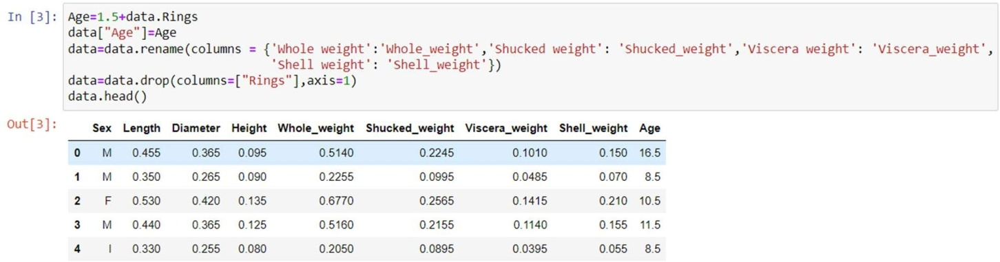 In [3]: Age=1.5+data.Rings
data["Age"]=Age
data=data.rename(columns = {'Whole weight':'Whole_weight','Shucked weight': 'Shucked_weight','Viscera weight': 'Viscera_weight',
'Shell weight': 'Shell_weight'})
data=data.drop(columns=["Rings"],axis=1)
data.head()
Out[3]:
Sex Length Diameter Height Whole_weight Shucked_weight Viscera_weight Shell_weight Age
0 M 0.455 0.365 0.095 0.5140 0.2245 0.1010 0.150 16.5
1 M 0.350 0.265 0.090 0.2255 0.0995 0.0485 0.070 8.5
2 F 0.530 0.420 0.135 0.6770 0.2565 0.1415 0.210 10.5
3 M 0.440 0.365 0.125 0.5160 0.2155 0.1140 0.155 11.5
4 I 0.330 0.255 0.080 0.2050 0.0895 0.0395 0.055 8.5